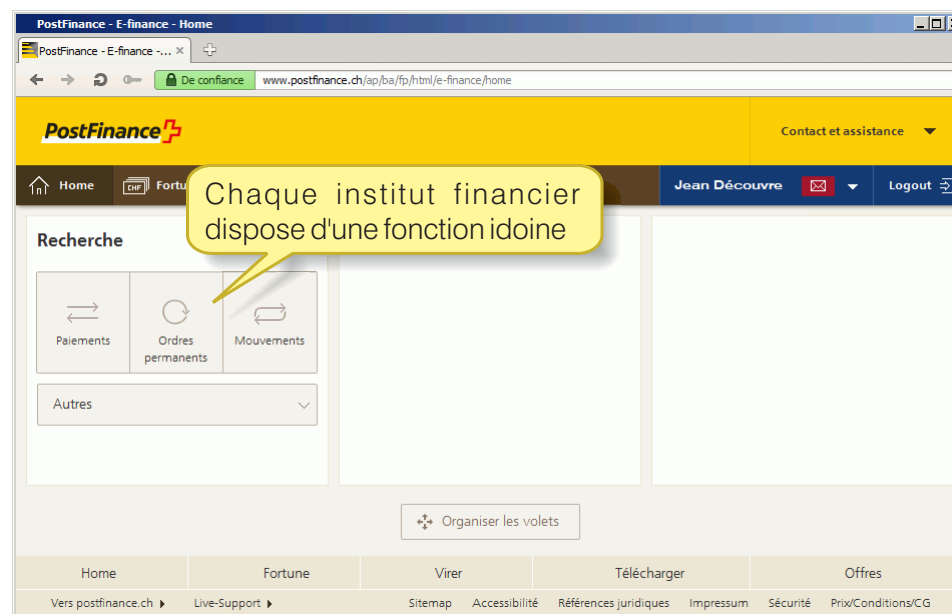 PostFinance - E-finance - Home
PostFinance - E-finance -... ×
De confiance www.postfinance.ch/ap/ba/fp/html/e-finance/home
PostFinance
Contact et assistance
Home CHF Fortu
Jean Découvre
Logout
Chaque institut financier
dispose d'une fonction idoine
Recherche
Paiements
Ordres
permanents
Mouvements
Autres
Organiser les volets
Home Fortune Virer Télécharger Offres
Vers postfinance.ch Live-Support Sitemap Accessibilité Références juridiques Impressum Sécurité Prix/Conditions/CG